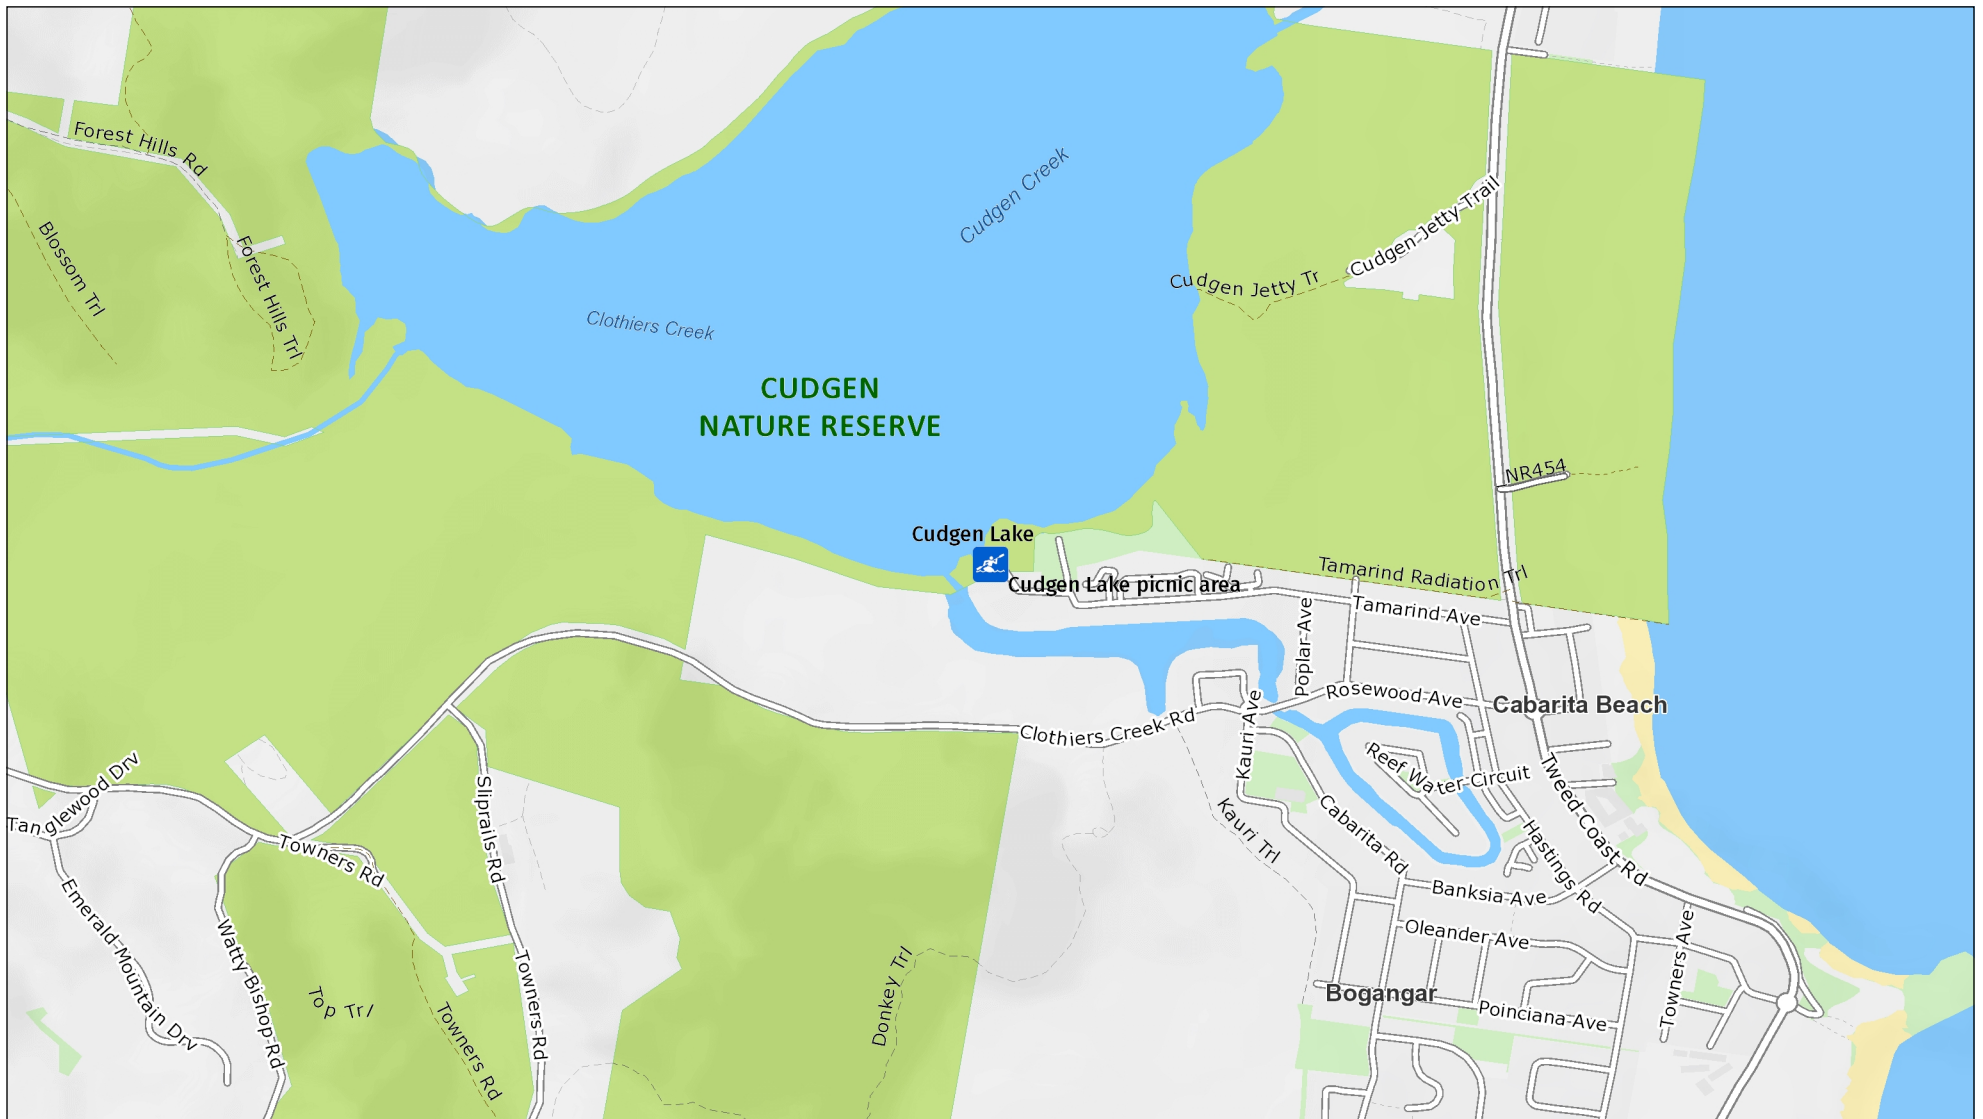 Forest Hills Rd
Cudgen Creek
Cudgen Jetty Trail
Blossom Trl
Forest Hills Trl
Cudgen Jetty Tr
Clothiers Creek
CUDGEN
NATURE RESERVE
NR454
Cudgen Lake
Cudgen Lake picnic area
Tamarind Radiation Trl
Tamarind Ave
Poplar Ave
Rosewood Ave
Cabarita Beach
Clothiers Creek Rd
Kauri Ave
Reef Water Circuit
Tweed Coast Rd
Tanglewood Drv
Sliprails Rd
Kauri Trl
Cabarita Rd
Hastings Rd
Towners Rd
Banksia Ave
Emerald Mountain Drv
Watty Bishop Rd
Oleander Ave
Towners Ave
Donkey Trl
Top Trl
Towners Rd
Towners Rd
Bogangar
Poinciana Ave